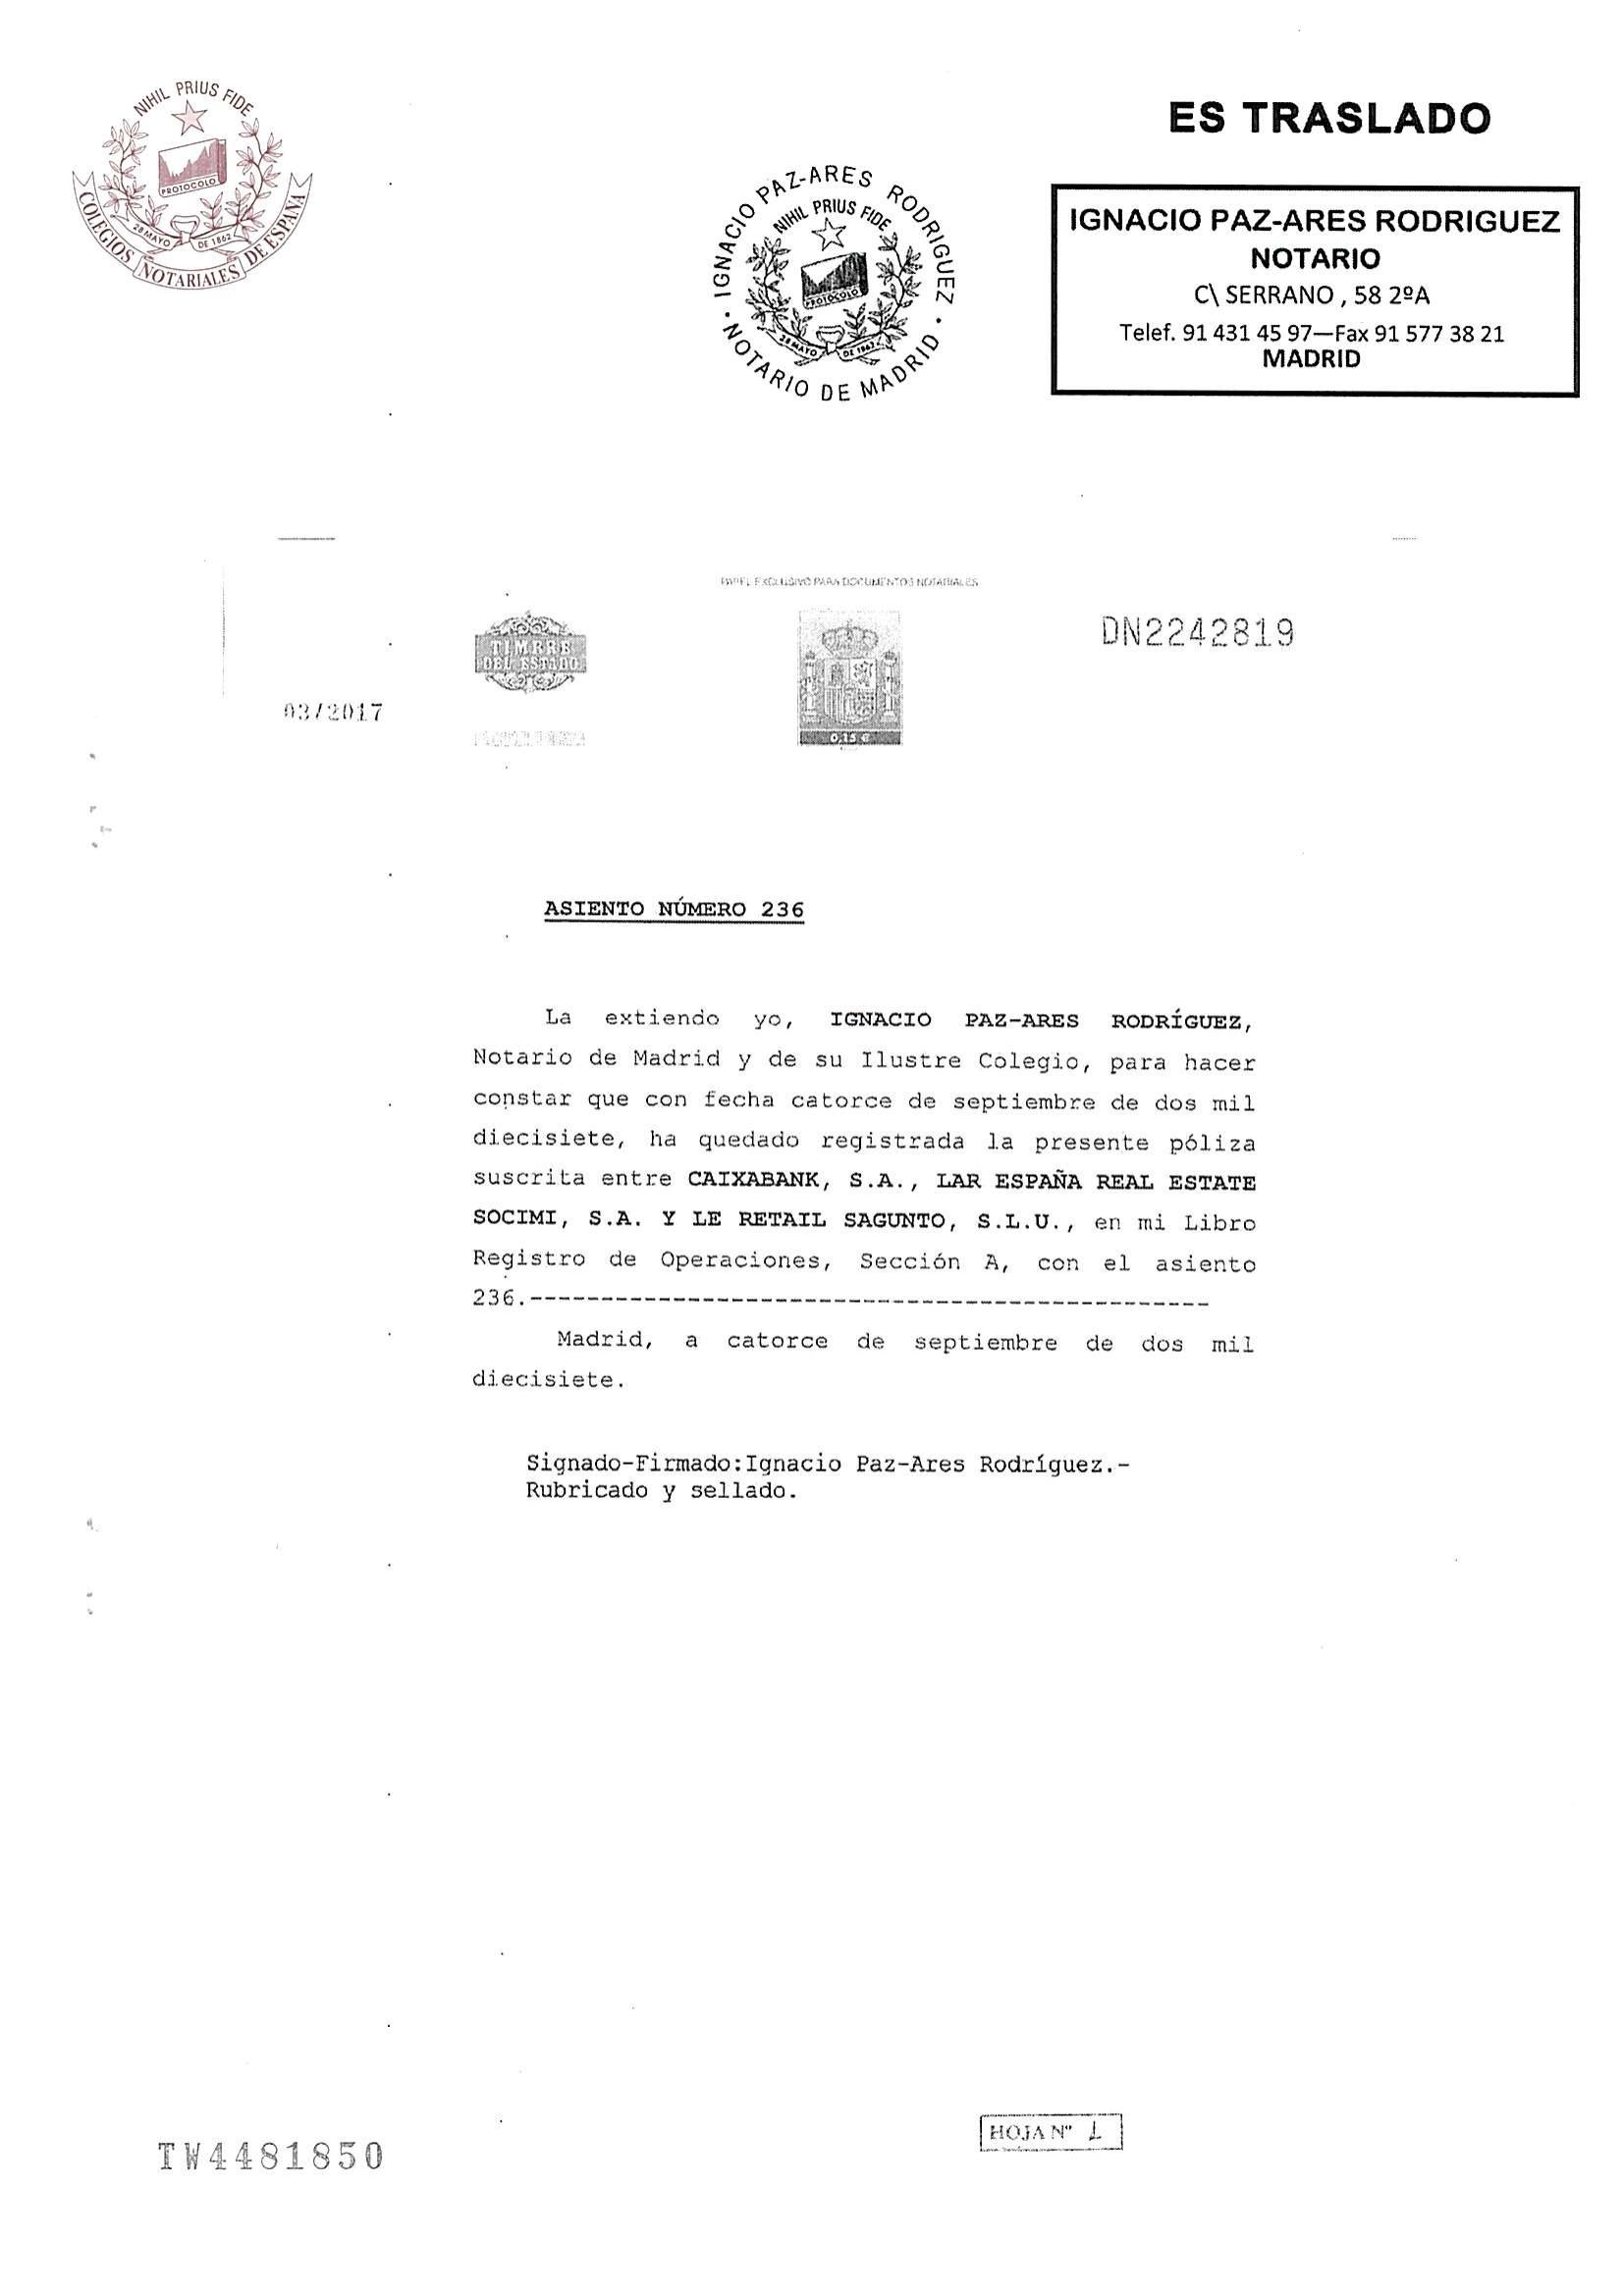 NIHIL PRIUS FIDE
PROTOCOLO
28 MAYO DE 1862
COLEGIOS NOTARIALES DE ESPAÑA
ES TRASLADO
IGNACIO PAZ-ARES RODRIGUEZ
NIHIL PRIUS FIDE
PROTOCOLO
28 MAYO DE 1862
· NOTARIO DE MADRID ·
IGNACIO PAZ-ARES RODRIGUEZ
NOTARIO
C\ SERRANO , 58 2ºA
Telef. 91 431 45 97—Fax 91 577 38 21
MADRID
PAPEL EXCLUSIVO PARA DOCUMENTOS NOTARIALES
TIMBRE
DEL ESTADO
DN2242819
03/2017
0,15 €
ASIENTO NÚMERO 236
La extiendo yo, IGNACIO PAZ-ARES RODRÍGUEZ,
Notario de Madrid y de su Ilustre Colegio, para hacer
constar que con fecha catorce de septiembre de dos mil
diecisiete, ha quedado registrada la presente póliza
suscrita entre CAIXABANK, S.A., LAR ESPAÑA REAL ESTATE
SOCIMI, S.A. Y LE RETAIL SAGUNTO, S.L.U., en mi Libro
Registro de Operaciones, Sección A, con el asiento
236.------------------------------------------------
Madrid, a catorce de septiembre de dos mil
diecisiete.
Signado-Firmado:Ignacio Paz-Ares Rodríguez.-
Rubricado y sellado.
HOJA Nº 1
TW4481850